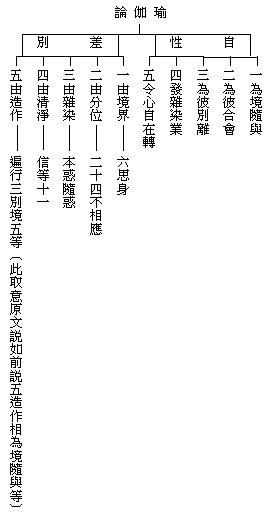 瑜伽論
自性
差別
一為境隨與
二為彼合會
三為彼別離
四發雜染業
五令心自在轉
一由境界——六思身
二由分位——二十四不相應
三由雜染——本惑隨惑
四由清淨——信等十一
五由造作——遍行三別境五等（此取意原文說如前說五造作相為境隨與等）